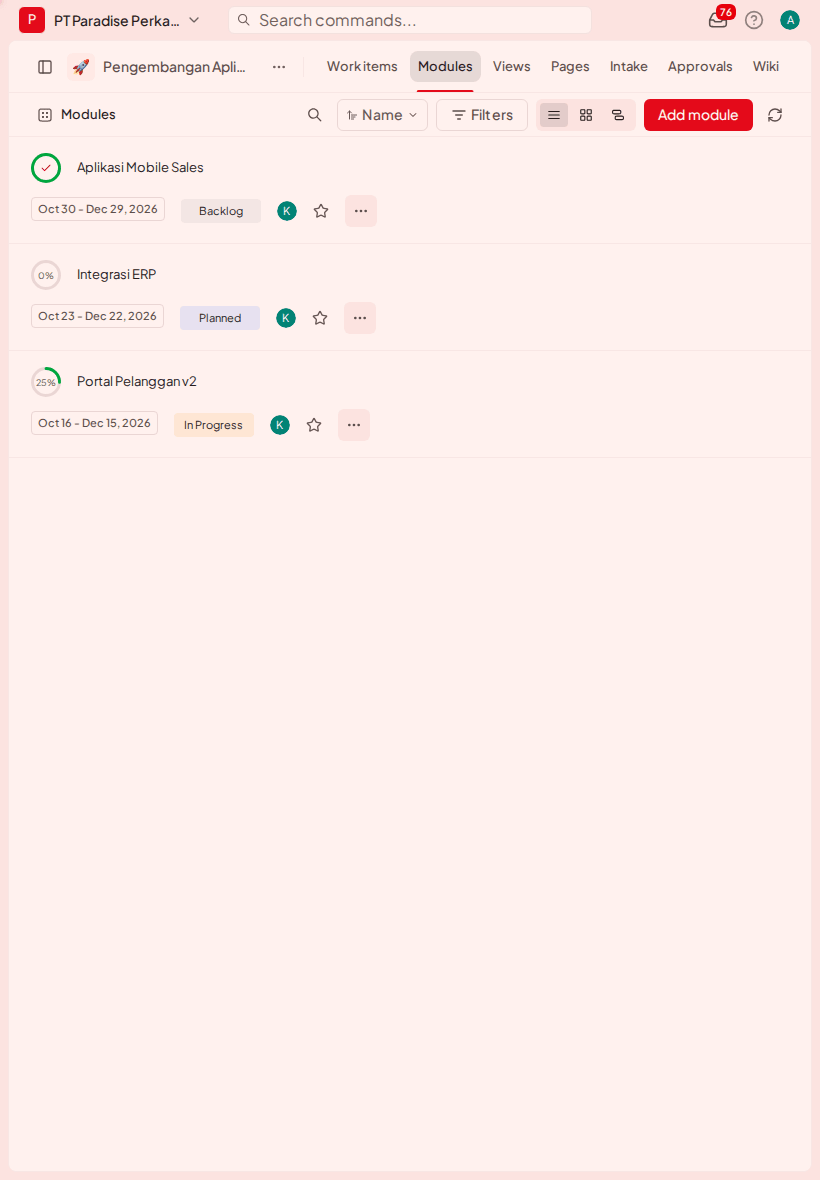 P PT Paradise Perka... Search commands... 76 A
🚀 Pengembangan Apli... Work items Modules Views Pages Intake Approvals Wiki
Modules Name Filters Add module
Aplikasi Mobile Sales
Oct 30 - Dec 29, 2026 Backlog K
0% Integrasi ERP
Oct 23 - Dec 22, 2026 Planned K
25% Portal Pelanggan v2
Oct 16 - Dec 15, 2026 In Progress K